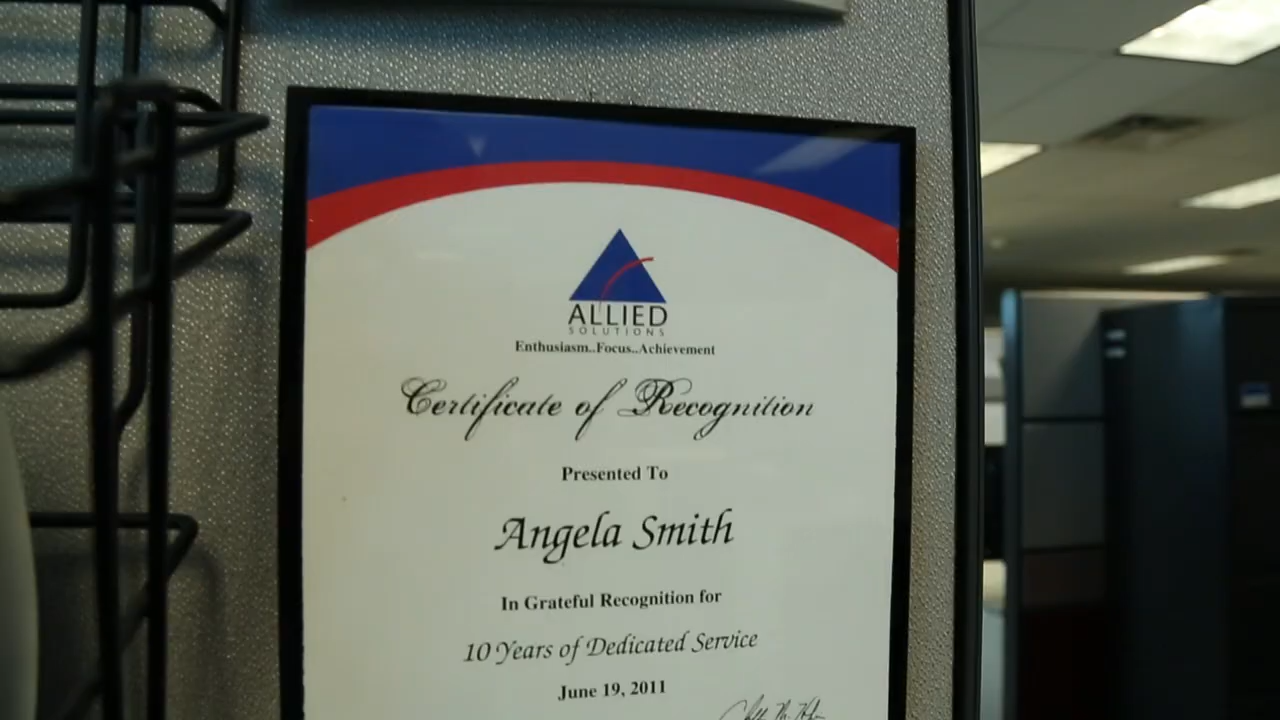 ALLIED
SOLUTIONS
Enthusiasm..Focus..Achievement
Certificate of Recognition
Presented To
Angela Smith
In Grateful Recognition for
10 Years of Dedicated Service
June 19, 2011